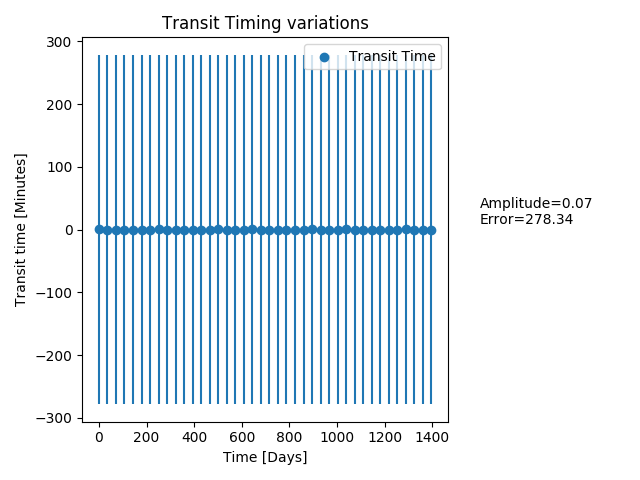 Transit Timing variations
Transit Time
Transit time [Minutes]
300
200
100
0
−100
−200
−300
0 200 400 600 800 1000 1200 1400
Time [Days]
Amplitude=0.07
Error=278.34